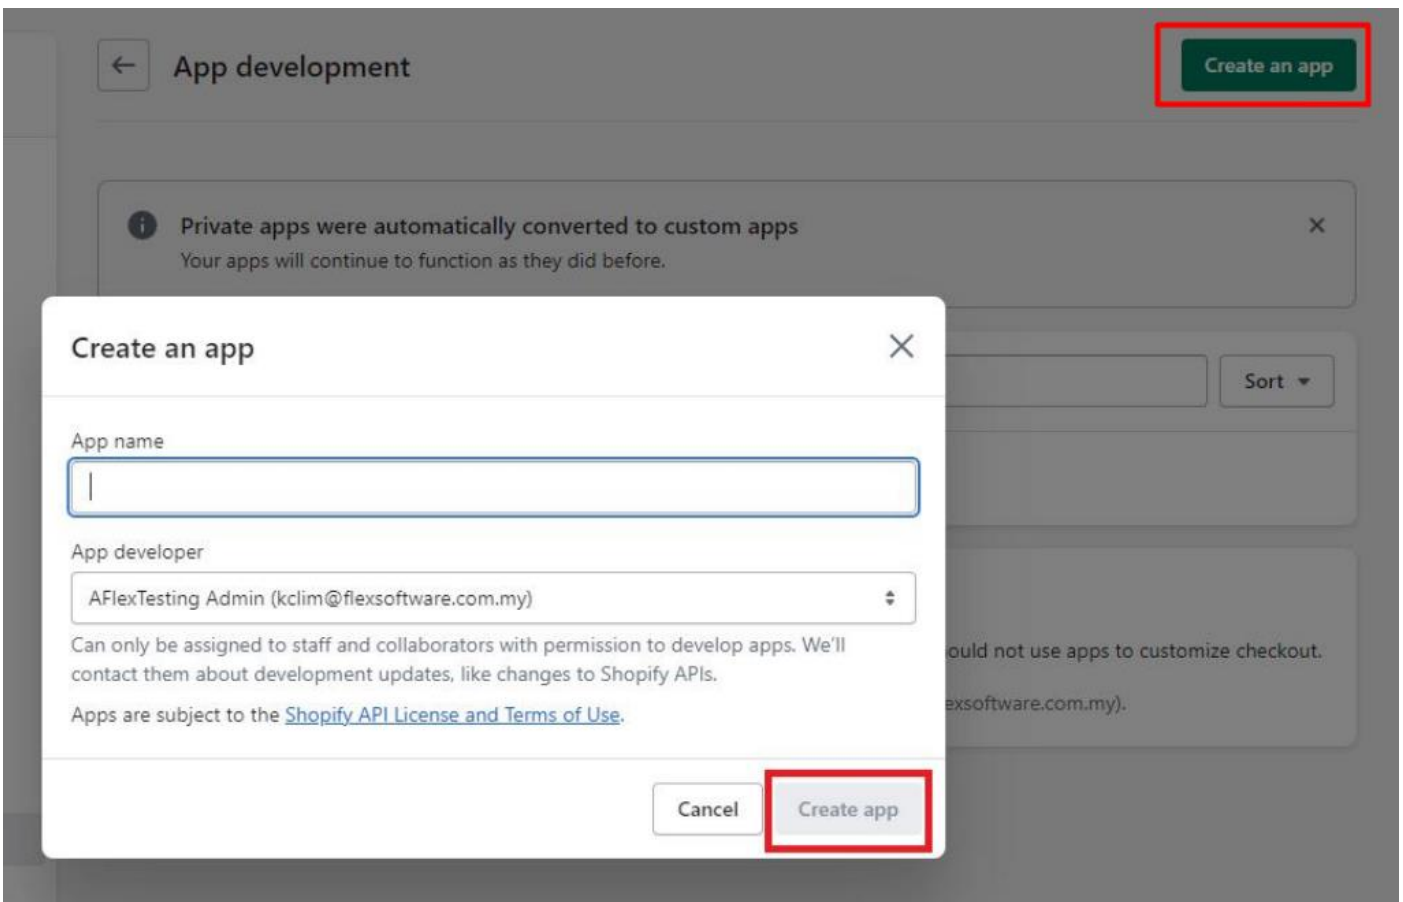 App development
Create an app
Private apps were automatically converted to custom apps
Your apps will continue to function as they did before.
Sort
Create an app
App name
App developer
AFlexTesting Admin (kclim@flexsoftware.com.my)
Can only be assigned to staff and collaborators with permission to develop apps. We'll
contact them about development updates, like changes to Shopify APIs.
Apps are subject to the Shopify API License and Terms of Use.
Cancel
Create app
ould not use apps to customize checkout.
exsoftware.com.my).